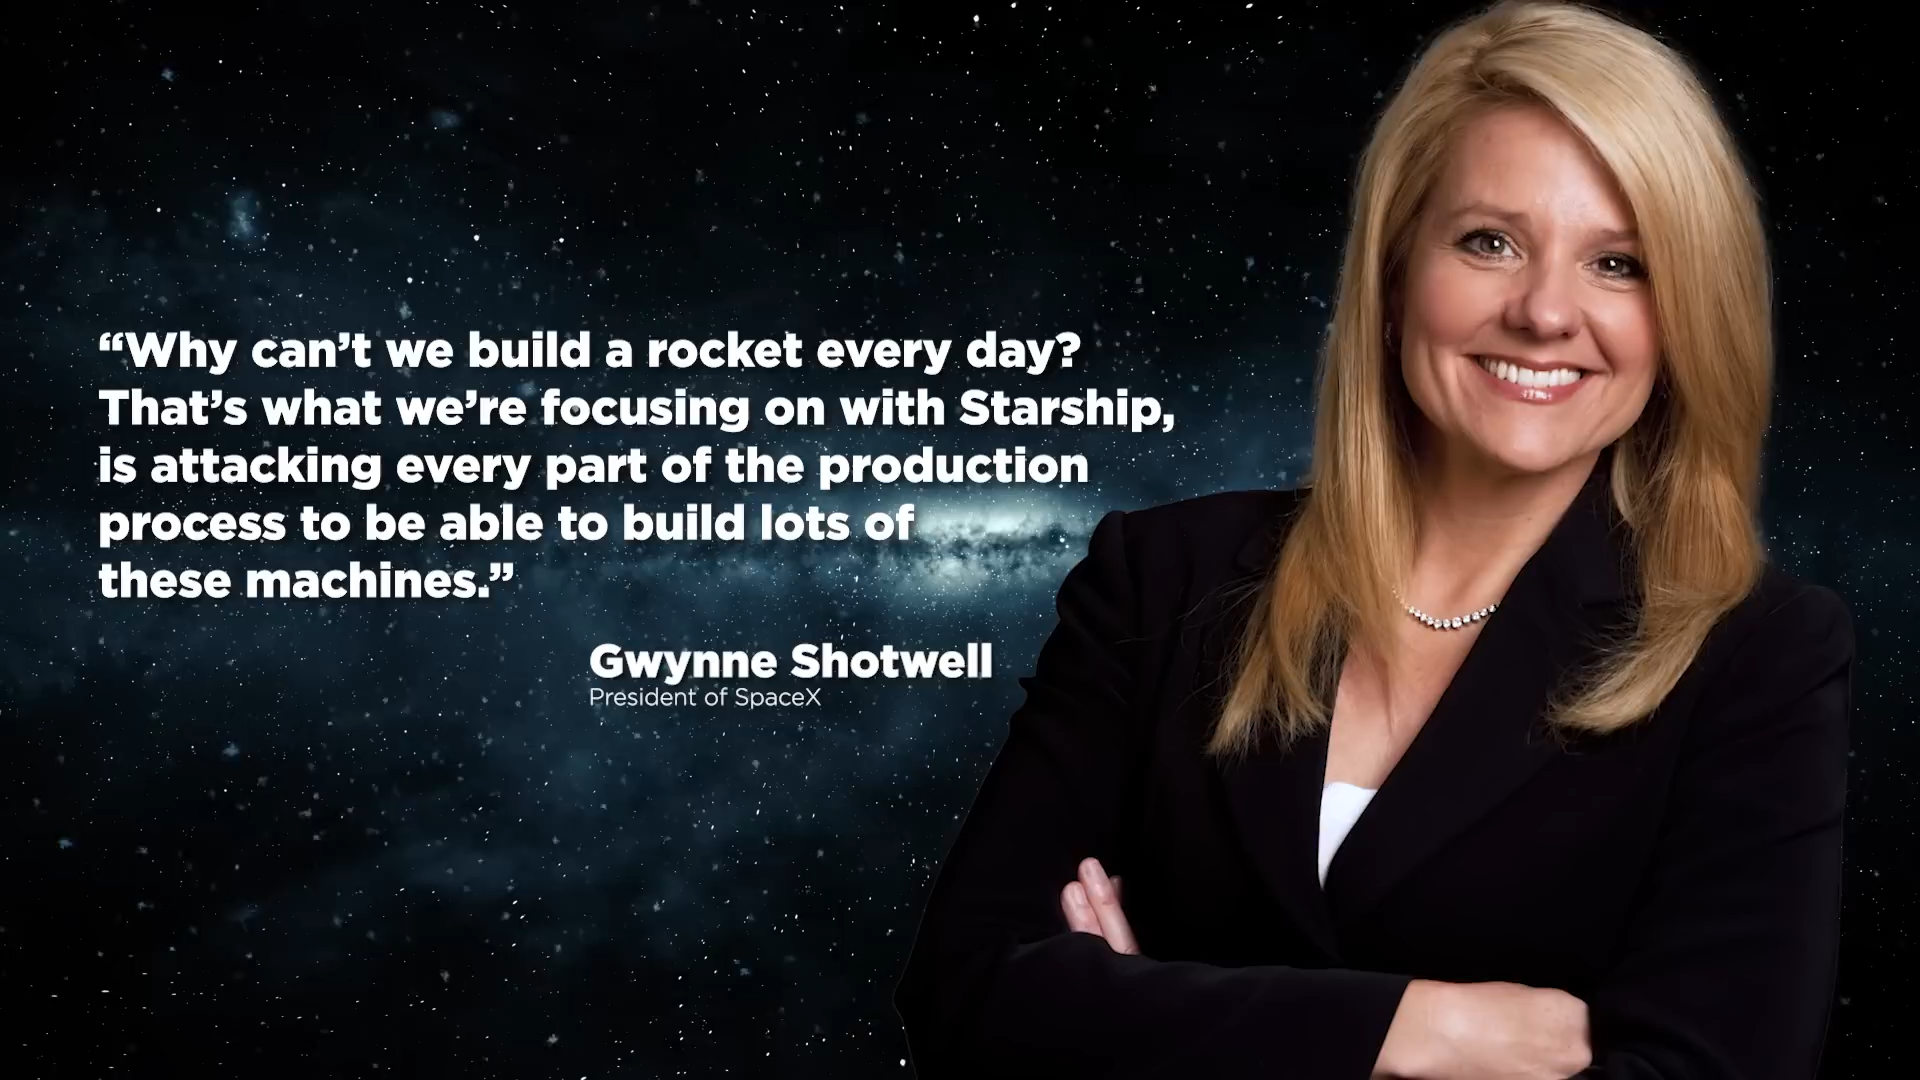 “Why can’t we build a rocket every day?
That’s what we’re focusing on with Starship,
is attacking every part of the production
process to be able to build lots of
these machines.”
Gwynne Shotwell
President of SpaceX